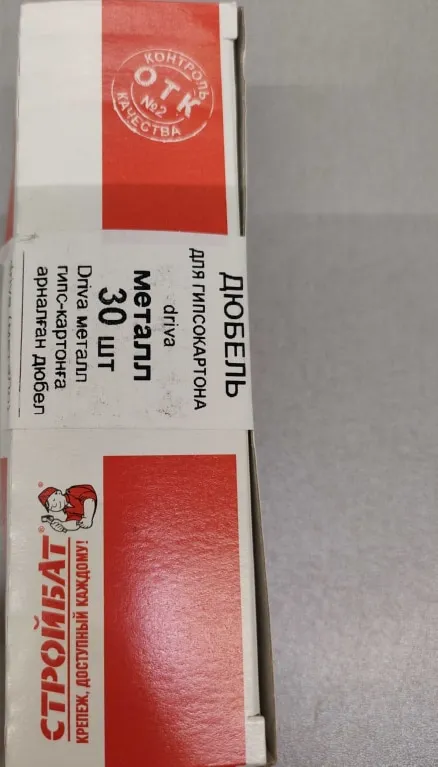 КОНТРОЛЬ
ОТК
№2
КАЧЕСТВА
ДЮБЕЛЬ
ДЛЯ ГИПСОКАРТОНА
driva
металл
30 шт
Driva металл
гипс-картонға
арналған дюбел
СТРОЙБАТ®
КРЕПЕЖ, ДОСТУПНЫЙ КАЖДОМУ!